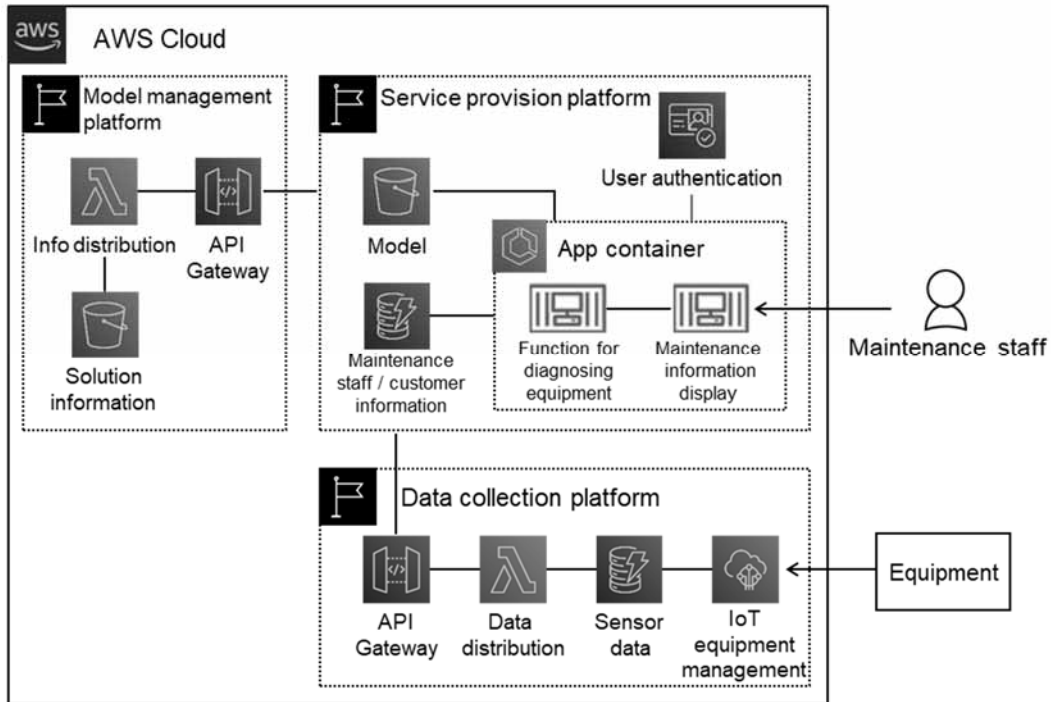 aws
AWS Cloud
Model management
platform
Info distribution
API
Gateway
Solution
information
Service provision platform
User authentication
Model
App container
Maintenance
staff / customer
information
Function for
diagnosing
equipment
Maintenance
information
display
Maintenance staff
Data collection platform
API
Gateway
Data
distribution
Sensor
data
IoT
equipment
management
Equipment